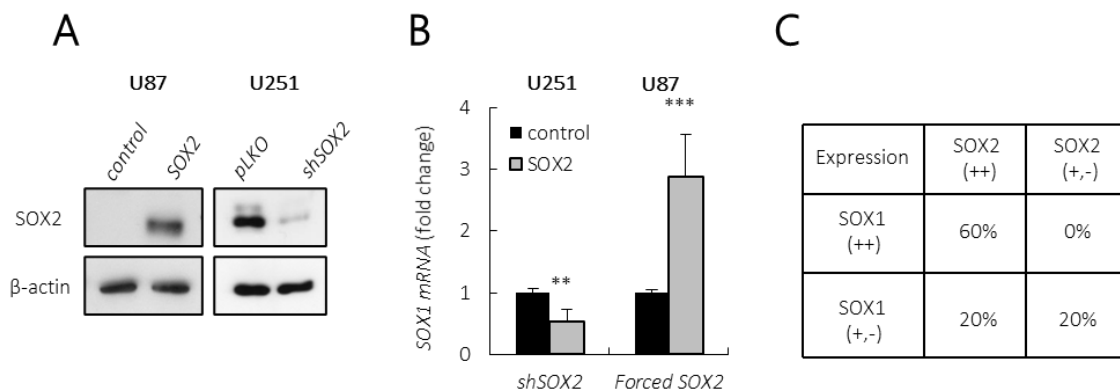 A
U87
U251
control
SOX2
pLKO
shSOX2
SOX2
β-actin
B
U251
U87
SOX1 mRNA (fold change)
4
3
2
1
0
control
SOX2
**
***
shSOX2
Forced SOX2
C
Expression
SOX2
(++)
SOX2
(+,-)
SOX1
(++)
60%
0%
SOX1
(+,-)
20%
20%